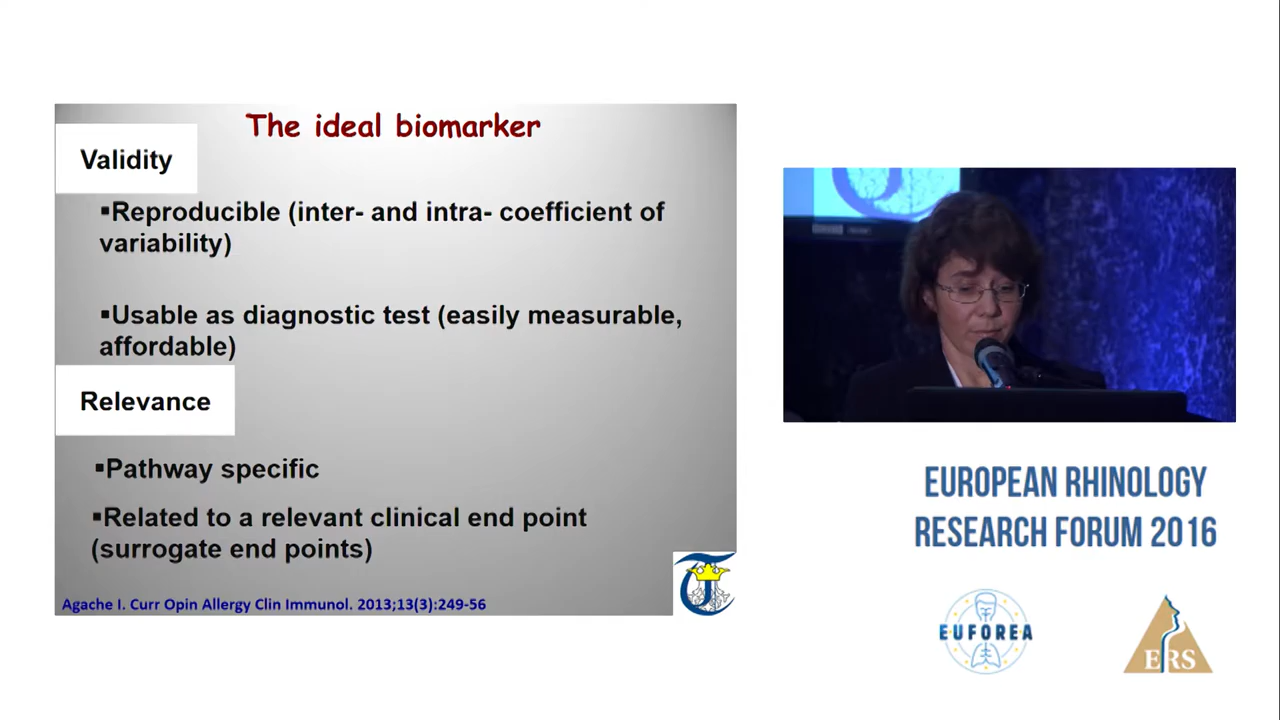 The ideal biomarker
Validity
▪Reproducible (inter- and intra- coefficient of
variability)
▪Usable as diagnostic test (easily measurable,
affordable)
Relevance
▪Pathway specific
▪Related to a relevant clinical end point
(surrogate end points)
Agache I. Curr Opin Allergy Clin Immunol. 2013;13(3):249-56
EUROPEAN RHINOLOGY
RESEARCH FORUM 2016
EUFOREA
ERS